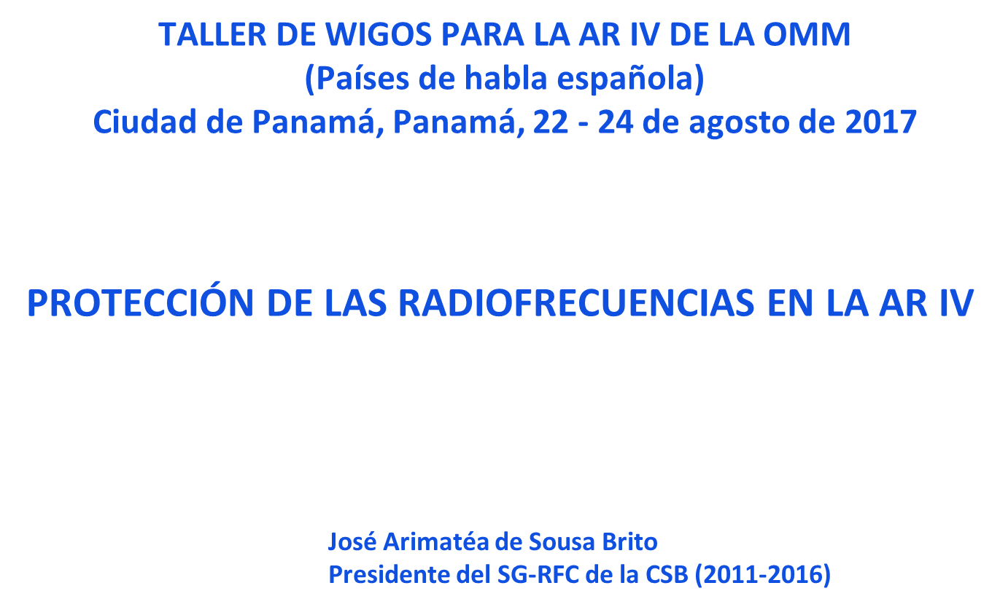 TALLER DE WIGOS PARA LA AR IV DE LA OMM
(Países de habla española)
Ciudad de Panamá, Panamá, 22 - 24 de agosto de 2017
PROTECCIÓN DE LAS RADIOFRECUENCIAS EN LA AR IV
José Arimatéa de Sousa Brito
Presidente del SG-RFC de la CSB (2011-2016)